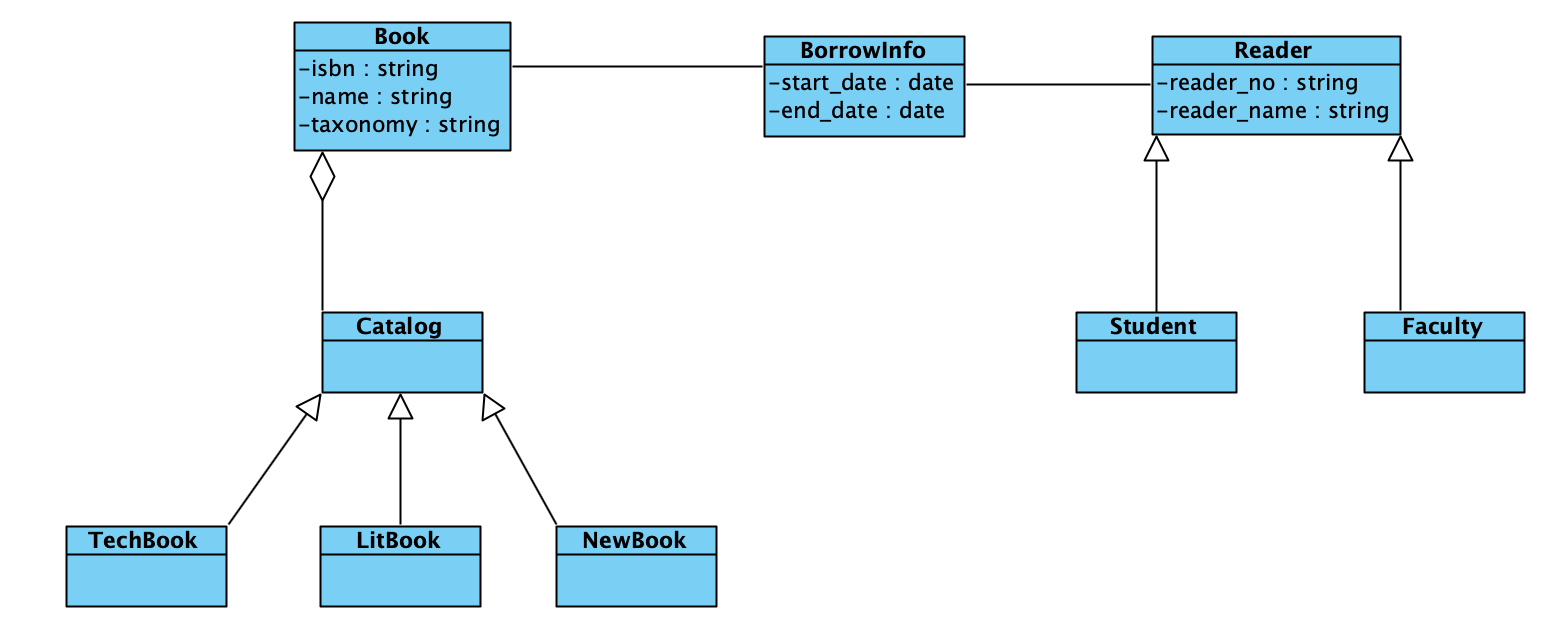 Book
-isbn : string
-name : string
-taxonomy : string
BorrowInfo
-start_date : date
-end_date : date
Reader
-reader_no : string
-reader_name : string
Catalog
Student
Faculty
TechBook
LitBook
NewBook